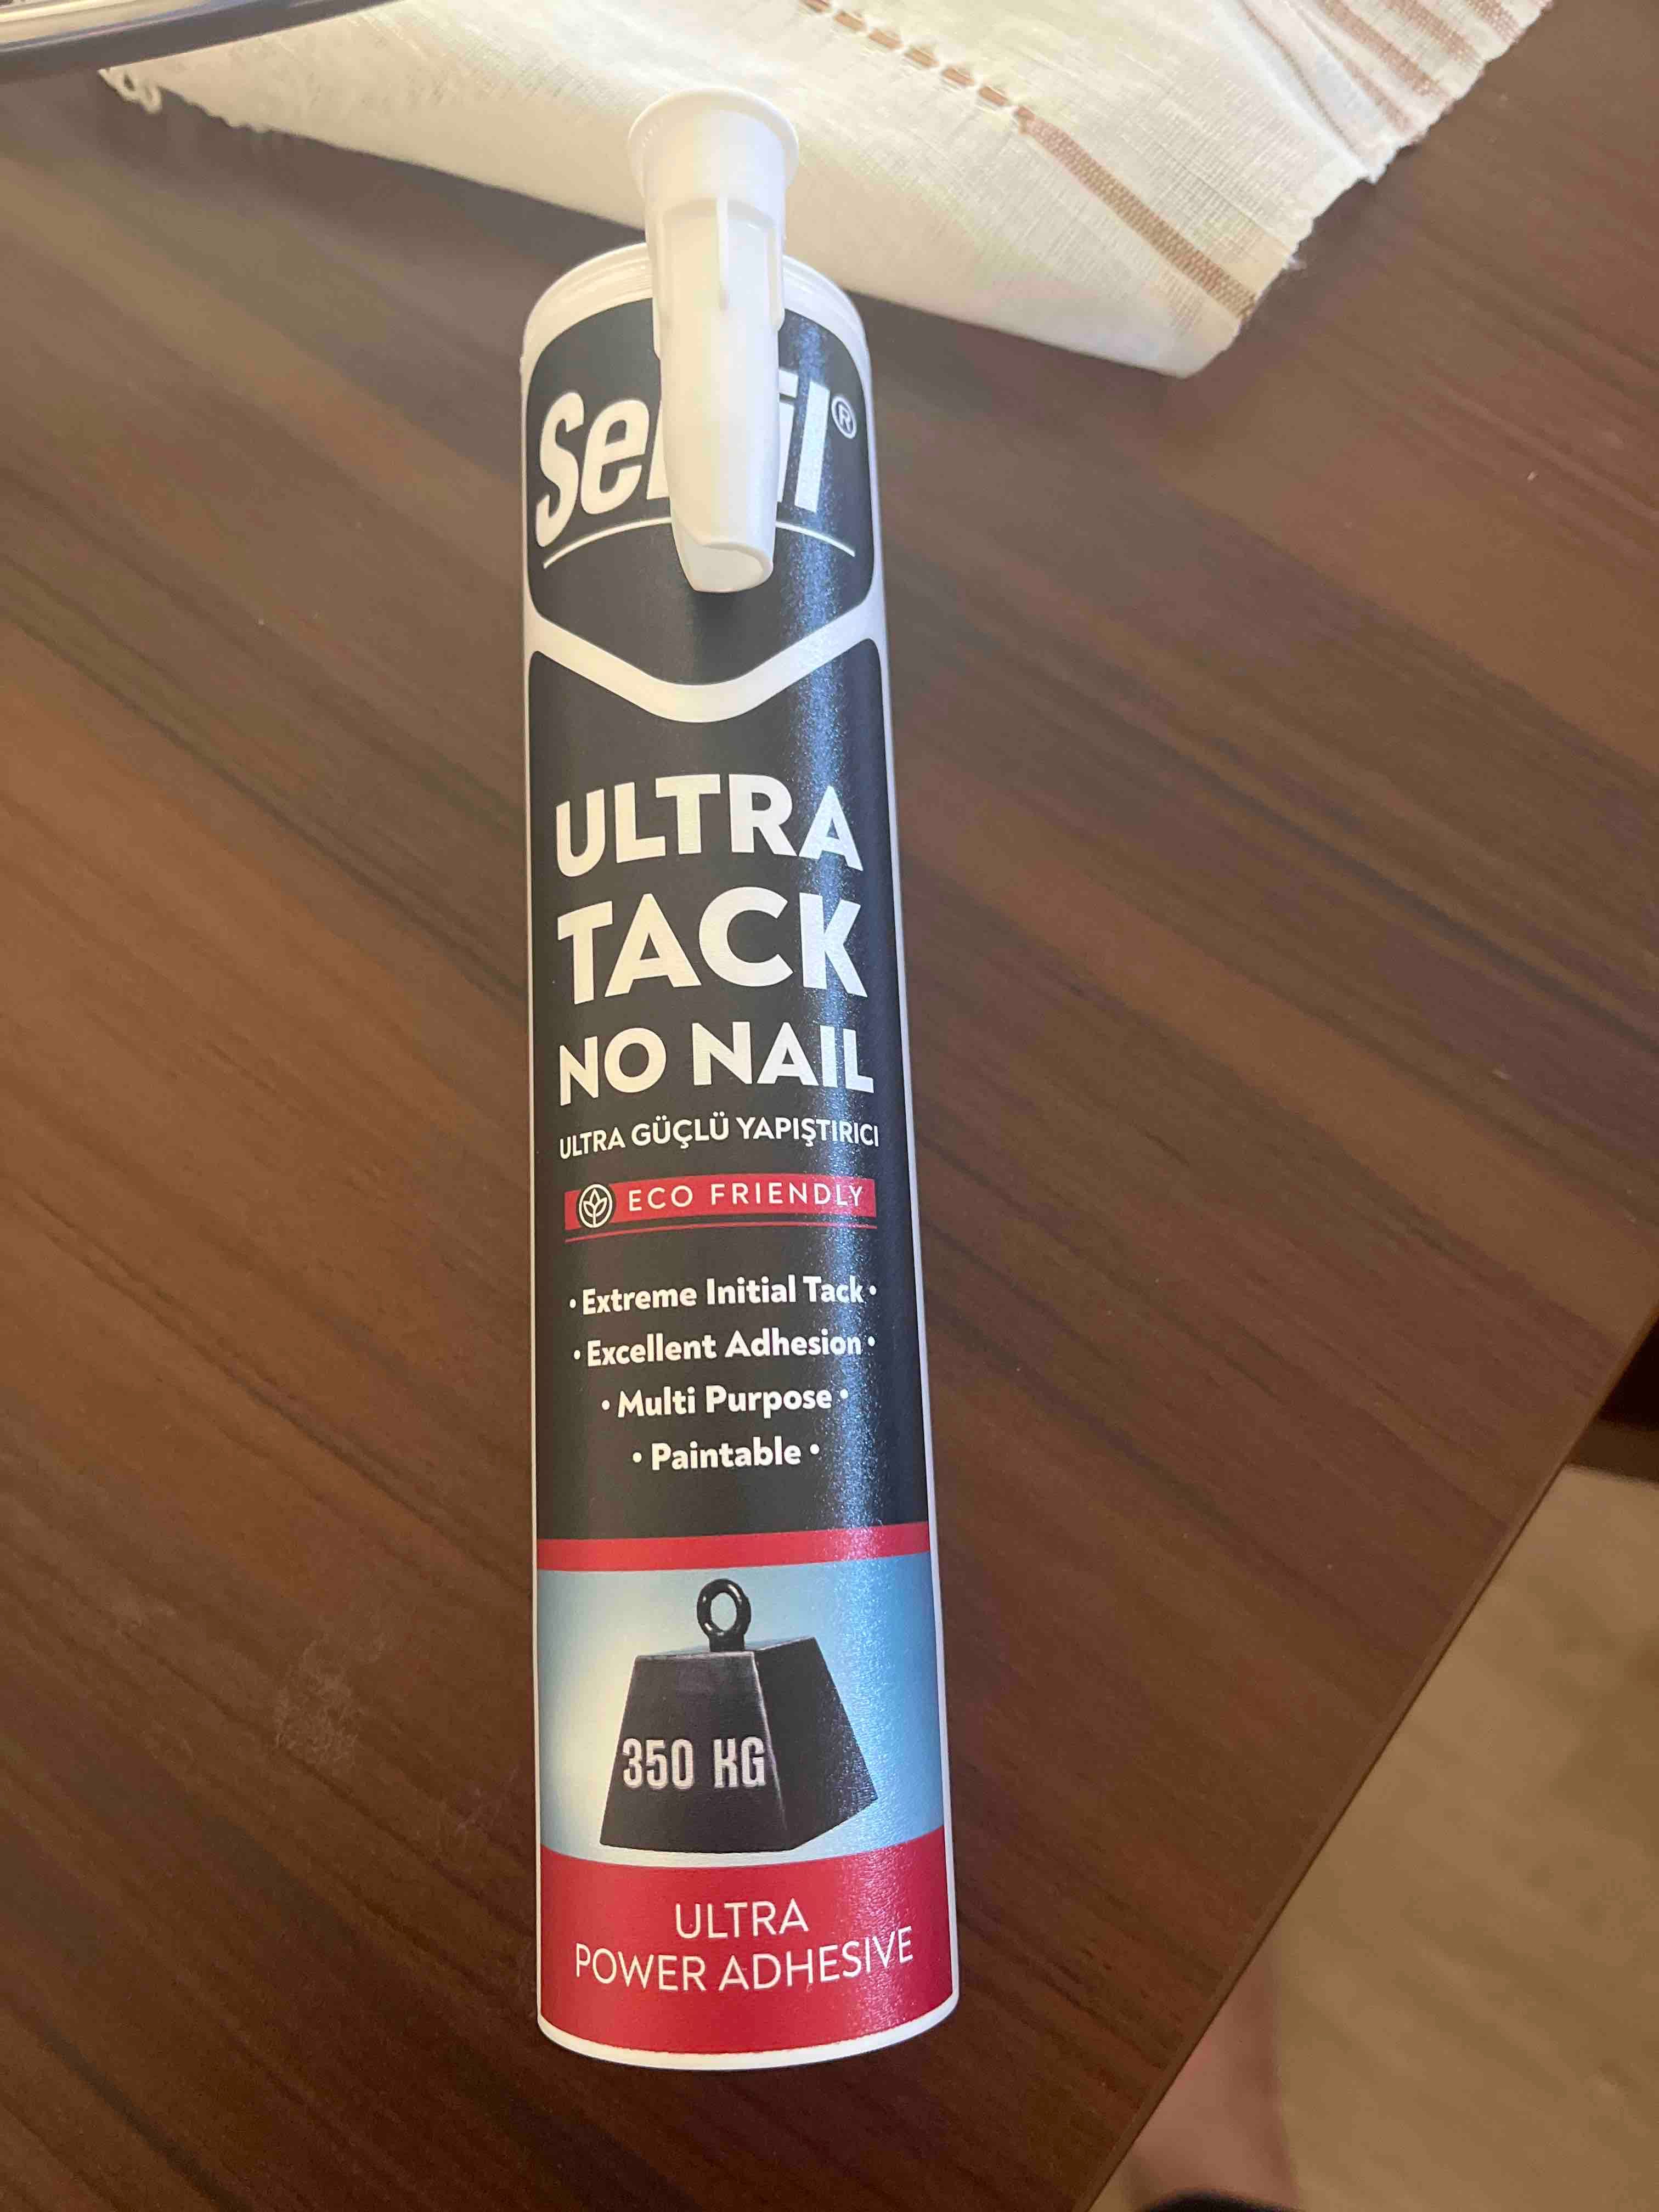 ULTRA
TACK
NO NAIL
ULTRA GÜÇLÜ YAPIŞTIRICI
ECO FRIENDLY
• Extreme Initial Tack •
• Excellent Adhesion •
• Multi Purpose •
• Paintable •
350 KG
ULTRA
POWER ADHESIVE